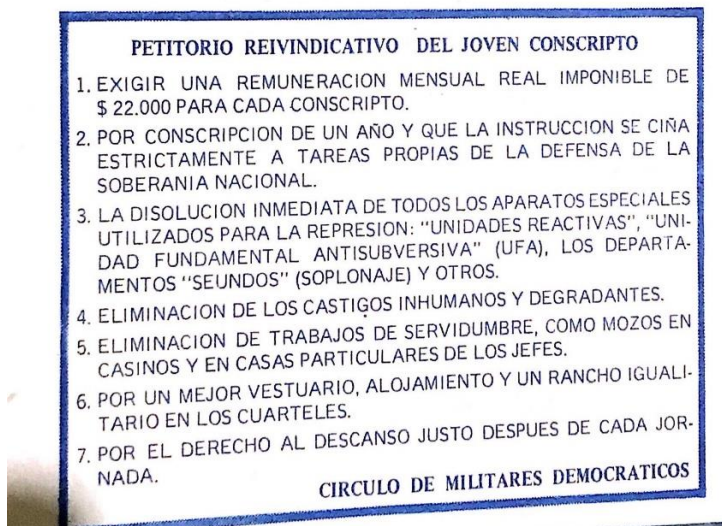 PETITORIO REIVINDICATIVO DEL JOVEN CONSCRIPTO
1. EXIGIR UNA REMUNERACION MENSUAL REAL IMPONIBLE DE
$ 22.000 PARA CADA CONSCRIPTO.
2. POR CONSCRIPCION DE UN AÑO Y QUE LA INSTRUCCION SE CIÑA
ESTRICTAMENTE A TAREAS PROPIAS DE LA DEFENSA DE LA
SOBERANIA NACIONAL.
3. LA DISOLUCION INMEDIATA DE TODOS LOS APARATOS ESPECIALES
UTILIZADOS PARA LA REPRESION: "UNIDADES REACTIVAS", "UNI-
DAD FUNDAMENTAL ANTISUBVERSIVA" (UFA), LOS DEPARTA-
MENTOS "SEUNDOS" (SOPLONAJE) Y OTROS.
4. ELIMINACION DE LOS CASTIGOS INHUMANOS Y DEGRADANTES.
5. ELIMINACION DE TRABAJOS DE SERVIDUMBRE, COMO MOZOS EN
CASINOS Y EN CASAS PARTICULARES DE LOS JEFES.
6. POR UN MEJOR VESTUARIO, ALOJAMIENTO Y UN RANCHO IGUALI-
TARIO EN LOS CUARTELES.
7. POR EL DERECHO AL DESCANSO JUSTO DESPUES DE CADA JOR-
NADA.
CIRCULO DE MILITARES DEMOCRATICOS